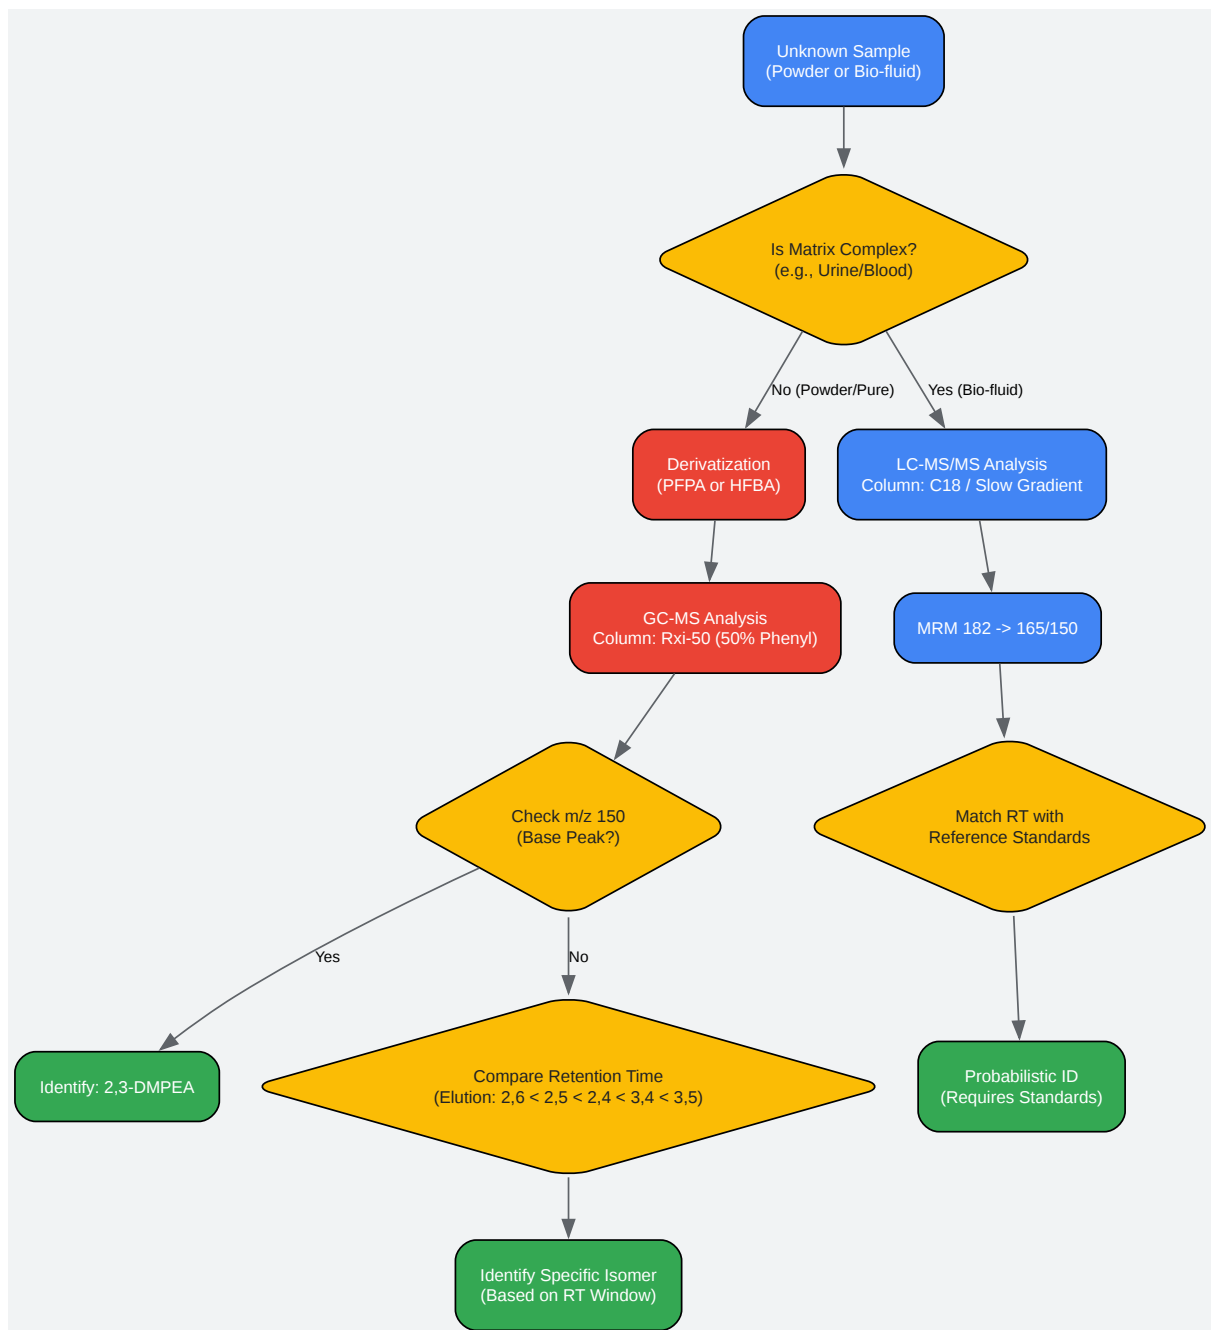 Unknown Sample
(Powder or Bio-fluid)
Is Matrix Complex?
(e.g., Urine/Blood)
No (Powder/Pure)
Yes (Bio-fluid)
Derivatization
(PFPA or HFBA)
LC-MS/MS Analysis
Column: C18 / Slow Gradient
GC-MS Analysis
Column: Rxi-50 (50% Phenyl)
MRM 182 -> 165/150
Check m/z 150
(Base Peak?)
Match RT with
Reference Standards
Yes
No
Identify: 2,3-DMPEA
Compare Retention Time
(Elution: 2,6 < 2,5 < 2,4 < 3,4 < 3,5)
Probabilistic ID
(Requires Standards)
Identify Specific Isomer
(Based on RT Window)